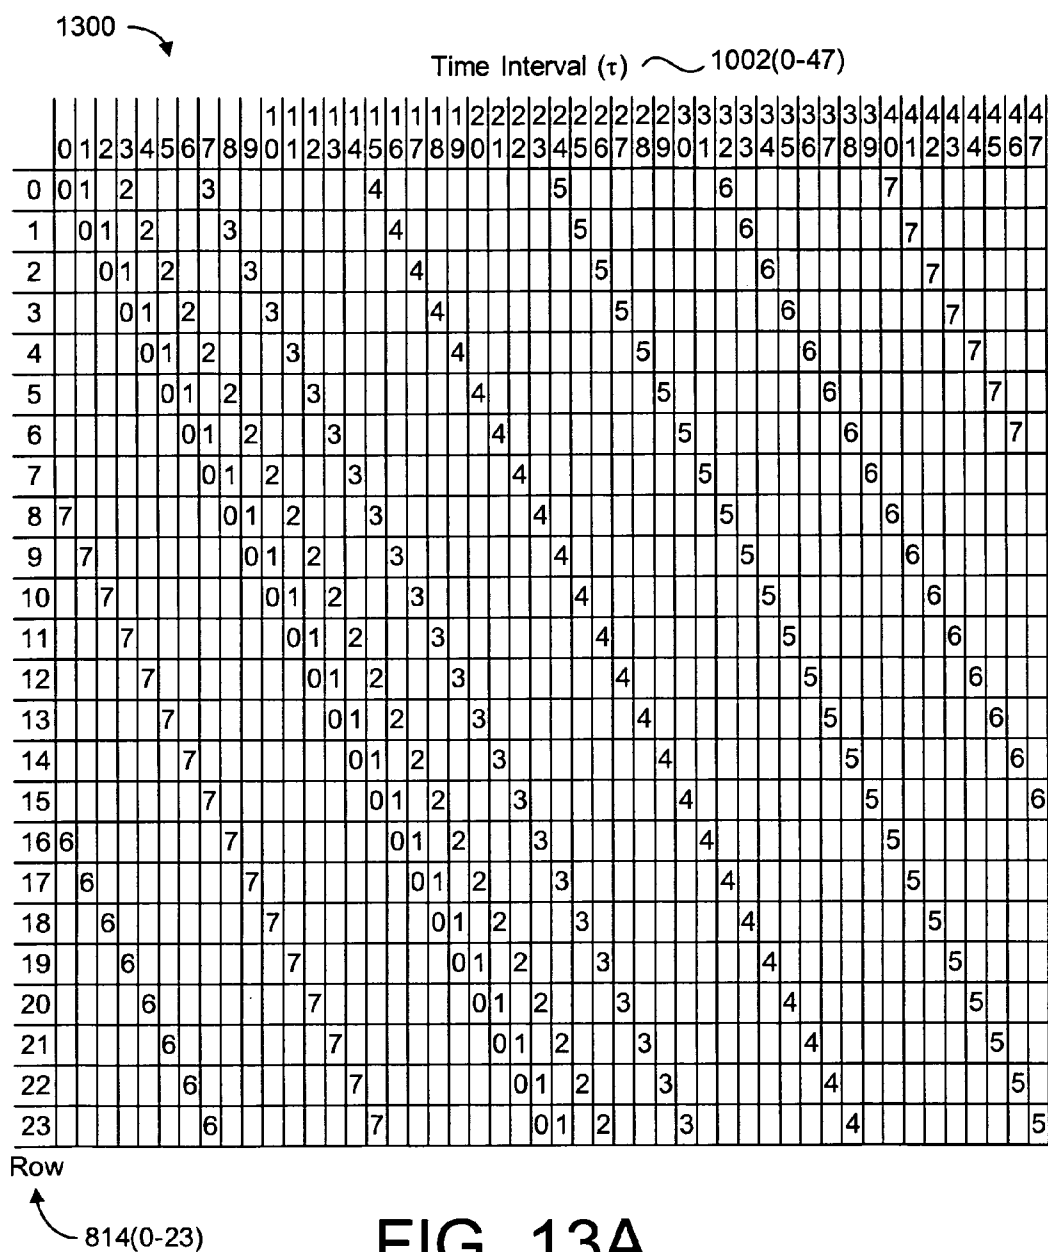 1300
Time Interval (τ) 1002(0-47)
1 1 1 1 1 1 1 1 1 1 2 2 2 2 2 2 2 2 2 2 3 3 3 3 3 3 3 3 3 3 4 4 4 4 4 4 4 4
0 1 2 3 4 5 6 7 8 9 0 1 2 3 4 5 6 7 8 9 0 1 2 3 4 5 6 7 8 9 0 1 2 3 4 5 6 7 8 9 0 1 2 3 4 5 6 7
0 0 1 2 3 4 5 6 7
1 0 1 2 3 4 5 6 7
2 0 1 2 3 4 5 6 7
3 0 1 2 3 4 5 6 7
4 0 1 2 3 4 5 6 7
5 0 1 2 3 4 5 6 7
6 0 1 2 3 4 5 6 7
7 0 1 2 3 4 5 6
8 7 0 1 2 3 4 5 6
9 7 0 1 2 3 4 5 6
10 7 0 1 2 3 4 5 6
11 7 0 1 2 3 4 5 6
12 7 0 1 2 3 4 5 6
13 7 0 1 2 3 4 5 6
14 7 0 1 2 3 4 5 6
15 7 0 1 2 3 4 5 6
16 6 7 0 1 2 3 4 5
17 6 7 0 1 2 3 4 5
18 6 7 0 1 2 3 4 5
19 6 7 0 1 2 3 4 5
20 6 7 0 1 2 3 4 5
21 6 7 0 1 2 3 4 5
22 6 7 0 1 2 3 4 5
23 6 7 0 1 2 3 4 5
Row
814(0-23)
FIG. 13A